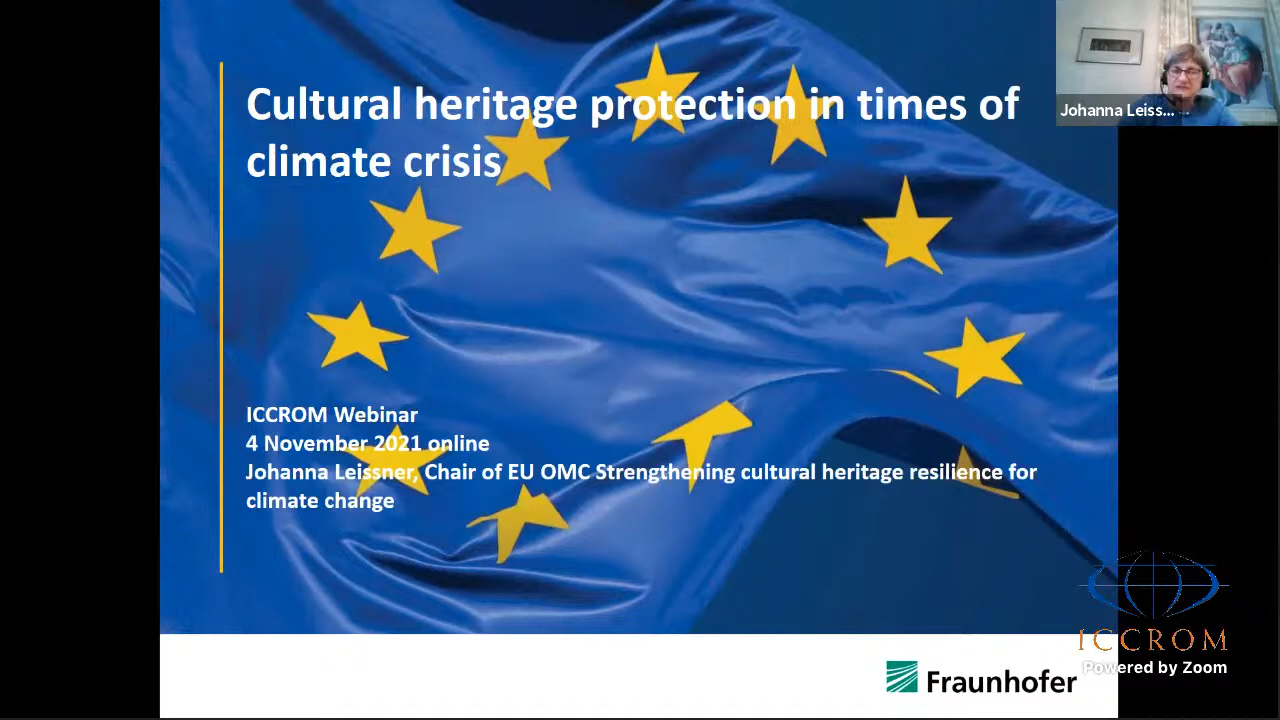 Cultural heritage protection in times of
climate crisis
Johanna Leiss...
ICCROM Webinar
4 November 2021 online
Johanna Leissner, Chair of EU OMC Strengthening cultural heritage resilience for
climate change
ICCROM
Powered by Zoom
Fraunhofer